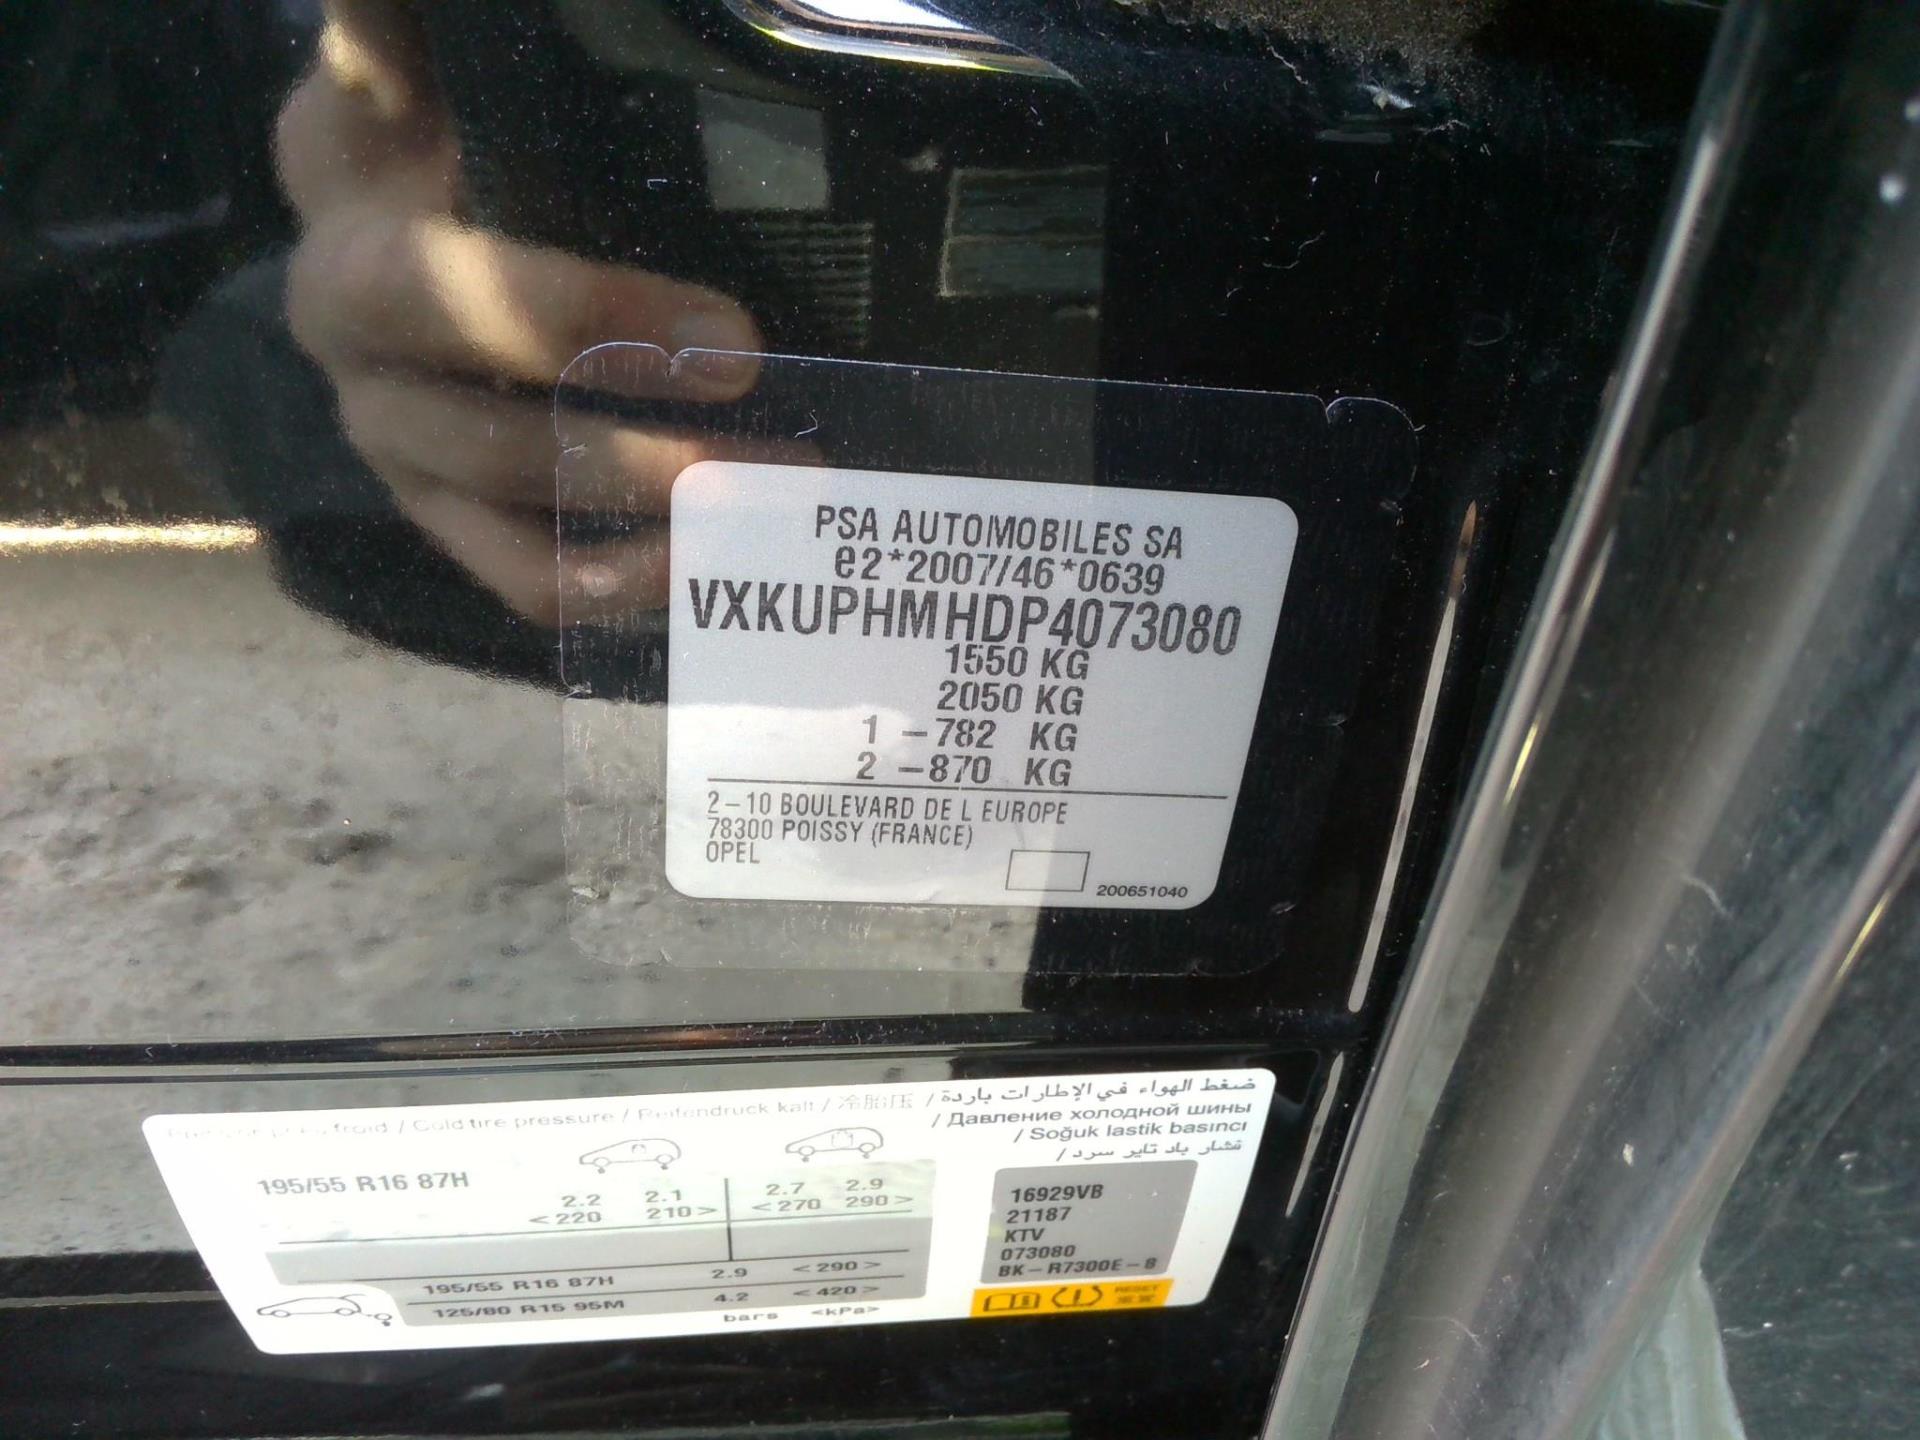 PSA AUTOMOBILES SA
e2*2007/46*0639
VXKUPHMHDP4073080
1550 KG
2050 KG
1 -782 KG
2 -870 KG
2-10 BOULEVARD DE L EUROPE
78300 POISSY (FRANCE)
OPEL
200651040
froid / Cold tire pressure / Reifendruck kalt / 冷胎压 / ضغط الهواء في الإطارات باردة
/ Давление холодной шины
/ Soğuk lastik basıncı
/ فشار باد تایر سرد
195/55 R16 87H
2.2 2.1 2.7 2.9
<220 210> <270 290>
195/55 R16 87H 2.9 <290>
125/80 R15 95M 4.2 <420>
bars <kPa>
16929VB
21187
KTV
073080
BK-R7300E-8
RESET